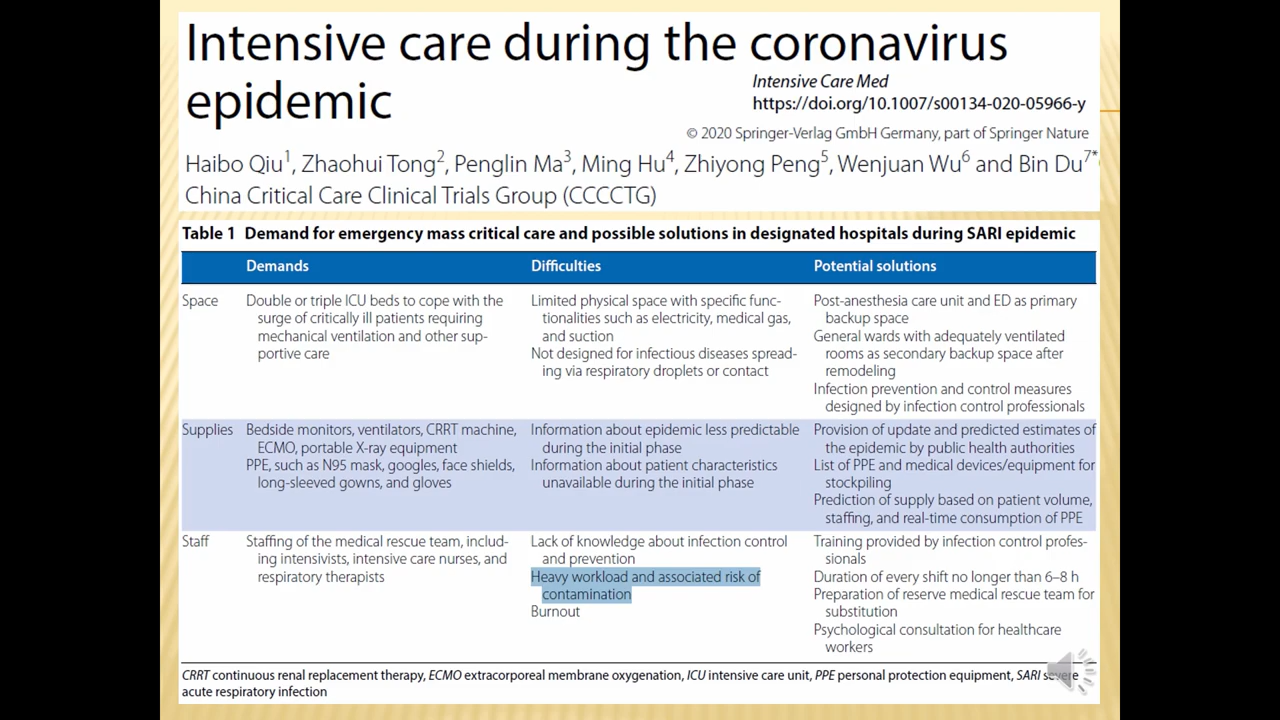 Intensive care during the coronavirus
epidemic
Intensive Care Med
https://doi.org/10.1007/s00134-020-05966-y
© 2020 Springer-Verlag GmbH Germany, part of Springer Nature
Haibo Qiu1, Zhaohui Tong2, Penglin Ma3, Ming Hu4, Zhiyong Peng5, Wenjuan Wu6 and Bin Du7*
China Critical Care Clinical Trials Group (CCCCTG)
Table 1 Demand for emergency mass critical care and possible solutions in designated hospitals during SARI epidemic
Demands Difficulties Potential solutions
Space
Double or triple ICU beds to cope with the
surge of critically ill patients requiring
mechanical ventilation and other sup-
portive care
Limited physical space with specific func-
tionalities such as electricity, medical gas,
and suction
Not designed for infectious diseases spread-
ing via respiratory droplets or contact
Post-anesthesia care unit and ED as primary
backup space
General wards with adequately ventilated
rooms as secondary backup space after
remodeling
Infection prevention and control measures
designed by infection control professionals
Supplies
Bedside monitors, ventilators, CRRT machine,
ECMO, portable X-ray equipment
PPE, such as N95 mask, googles, face shields,
long-sleeved gowns, and gloves
Information about epidemic less predictable
during the initial phase
Information about patient characteristics
unavailable during the initial phase
Provision of update and predicted estimates of
the epidemic by public health authorities
List of PPE and medical devices/equipment for
stockpiling
Prediction of supply based on patient volume,
staffing, and real-time consumption of PPE
Staff
Staffing of the medical rescue team, includ-
ing intensivists, intensive care nurses, and
respiratory therapists
Lack of knowledge about infection control
and prevention
Heavy workload and associated risk of
contamination
Burnout
Training provided by infection control profes-
sionals
Duration of every shift no longer than 6–8 h
Preparation of reserve medical rescue team for
substitution
Psychological consultation for healthcare
workers
CRRT continuous renal replacement therapy, ECMO extracorporeal membrane oxygenation, ICU intensive care unit, PPE personal protection equipment, SARI severe
acute respiratory infection